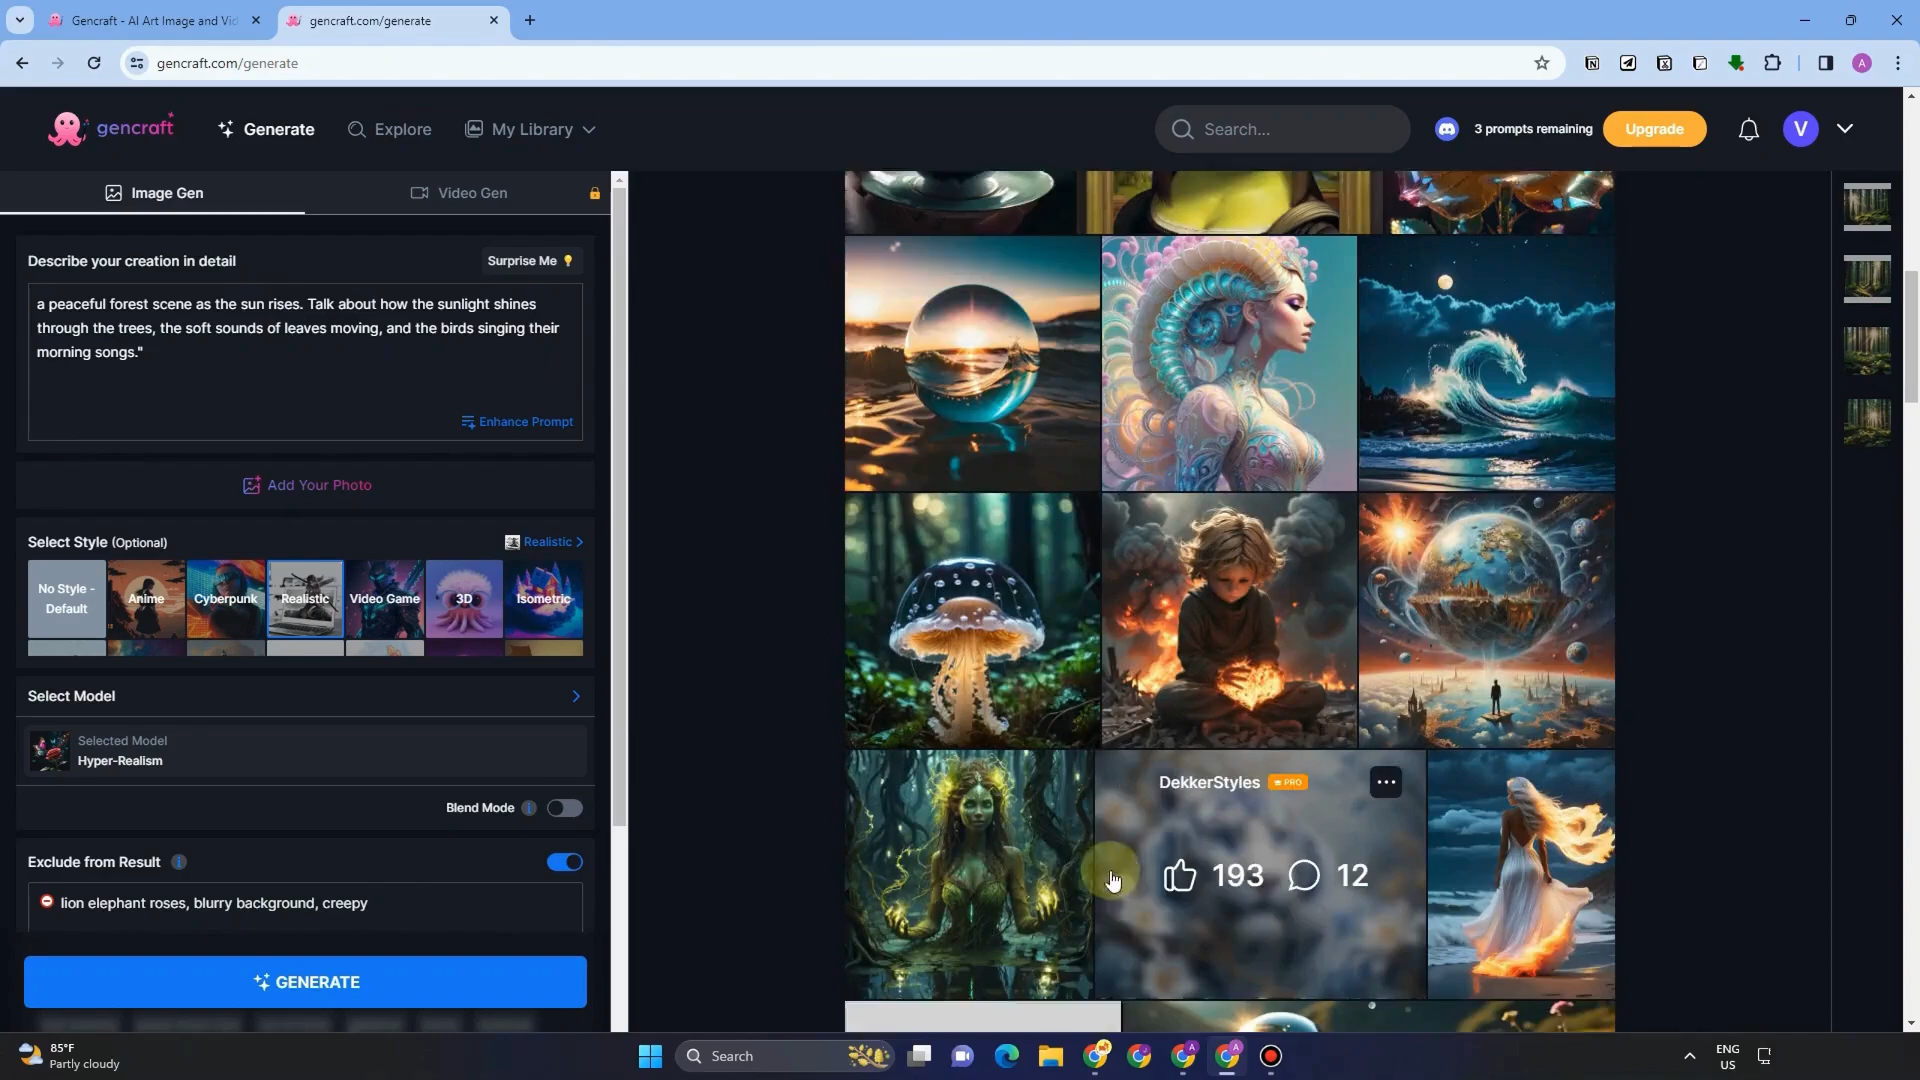 Gencraft - AI Art Image and Vi
gencraft.com/generate
gencraft.com/generate
gencraft
Generate
Explore
My Library
Search...
3 prompts remaining
Upgrade
V
A
Image Gen
Video Gen
Describe your creation in detail
Surprise Me
a peaceful forest scene as the sun rises. Talk about how the sunlight shines
through the trees, the soft sounds of leaves moving, and the birds singing their
morning songs."
Enhance Prompt
Add Your Photo
Select Style (Optional)
Realistic
No Style -
Default
Anime
Cyberpunk
Realistic
Video Game
3D
Isometric
Select Model
Selected Model
Hyper-Realism
Blend Mode
Exclude from Result
lion elephant roses, blurry background, creepy
GENERATE
DekkerStyles
PRO
193
12
85°F
Partly cloudy
Search
ENG
US